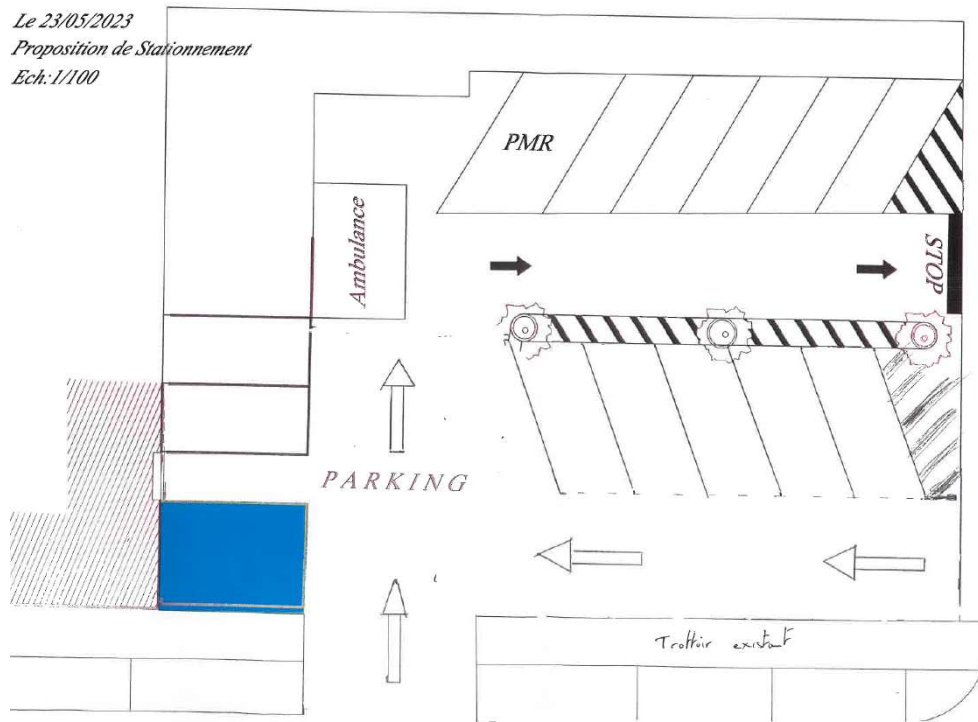 Le 23/05/2023
Proposition de Stationnement
Ech:1/100
PMR
Ambulance
STOP
PARKING
Trottoir existant